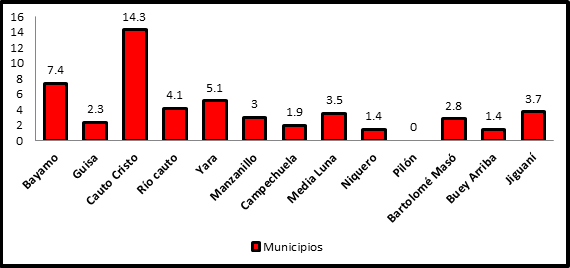 16
14
12
10
8
6
4
2
0
7.4
2.3
14.3
4.1
5.1
3
1.9
3.5
1.4
0
2.8
1.4
3.7
Bayamo
Guisa
Cauto Cristo
Río cauto
Yara
Manzanillo
Campechuela
Media Luna
Niquero
Pilón
Bartolomé Masó
Buey Arriba
Jiguaní
Municipios